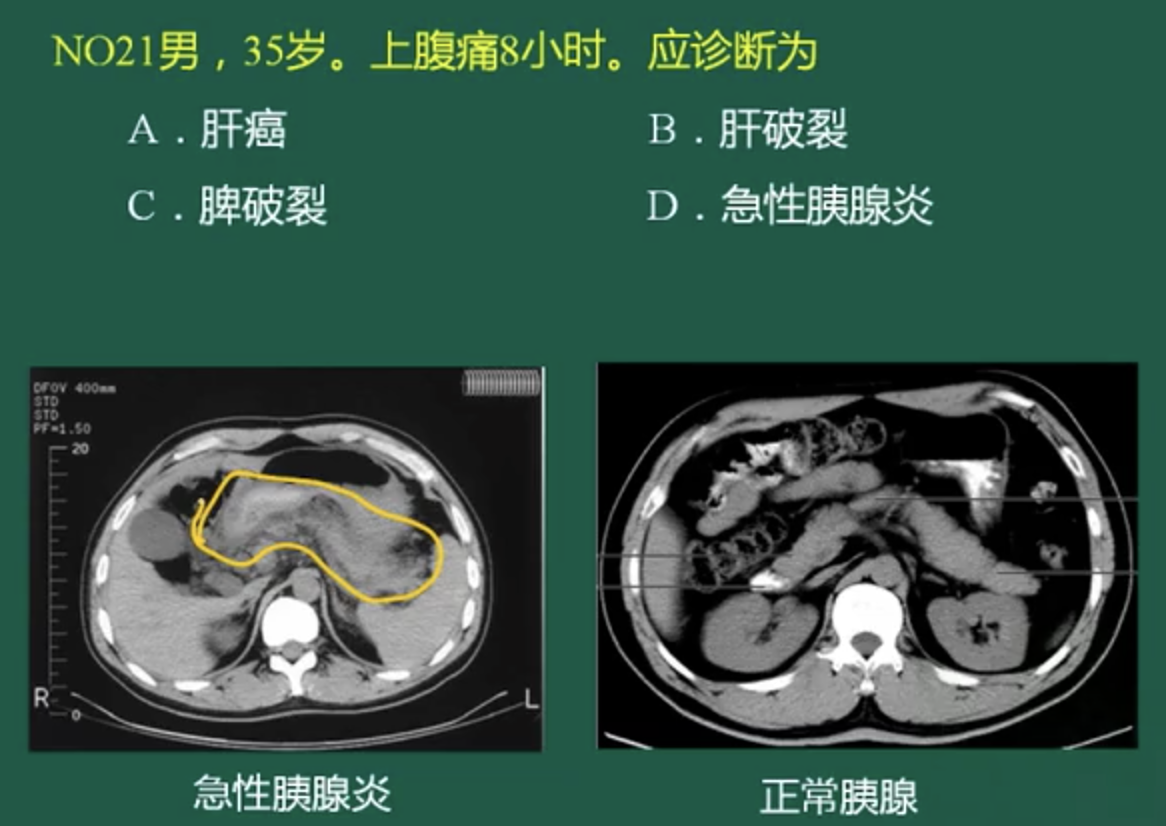 NO21男，35岁。上腹痛8小时。应诊断为
A．肝癌
B．肝破裂
C．脾破裂
D．急性胰腺炎
DFOV 400mm
STD
STD
PF=1.50
20
R
L
0
急性胰腺炎
正常胰腺